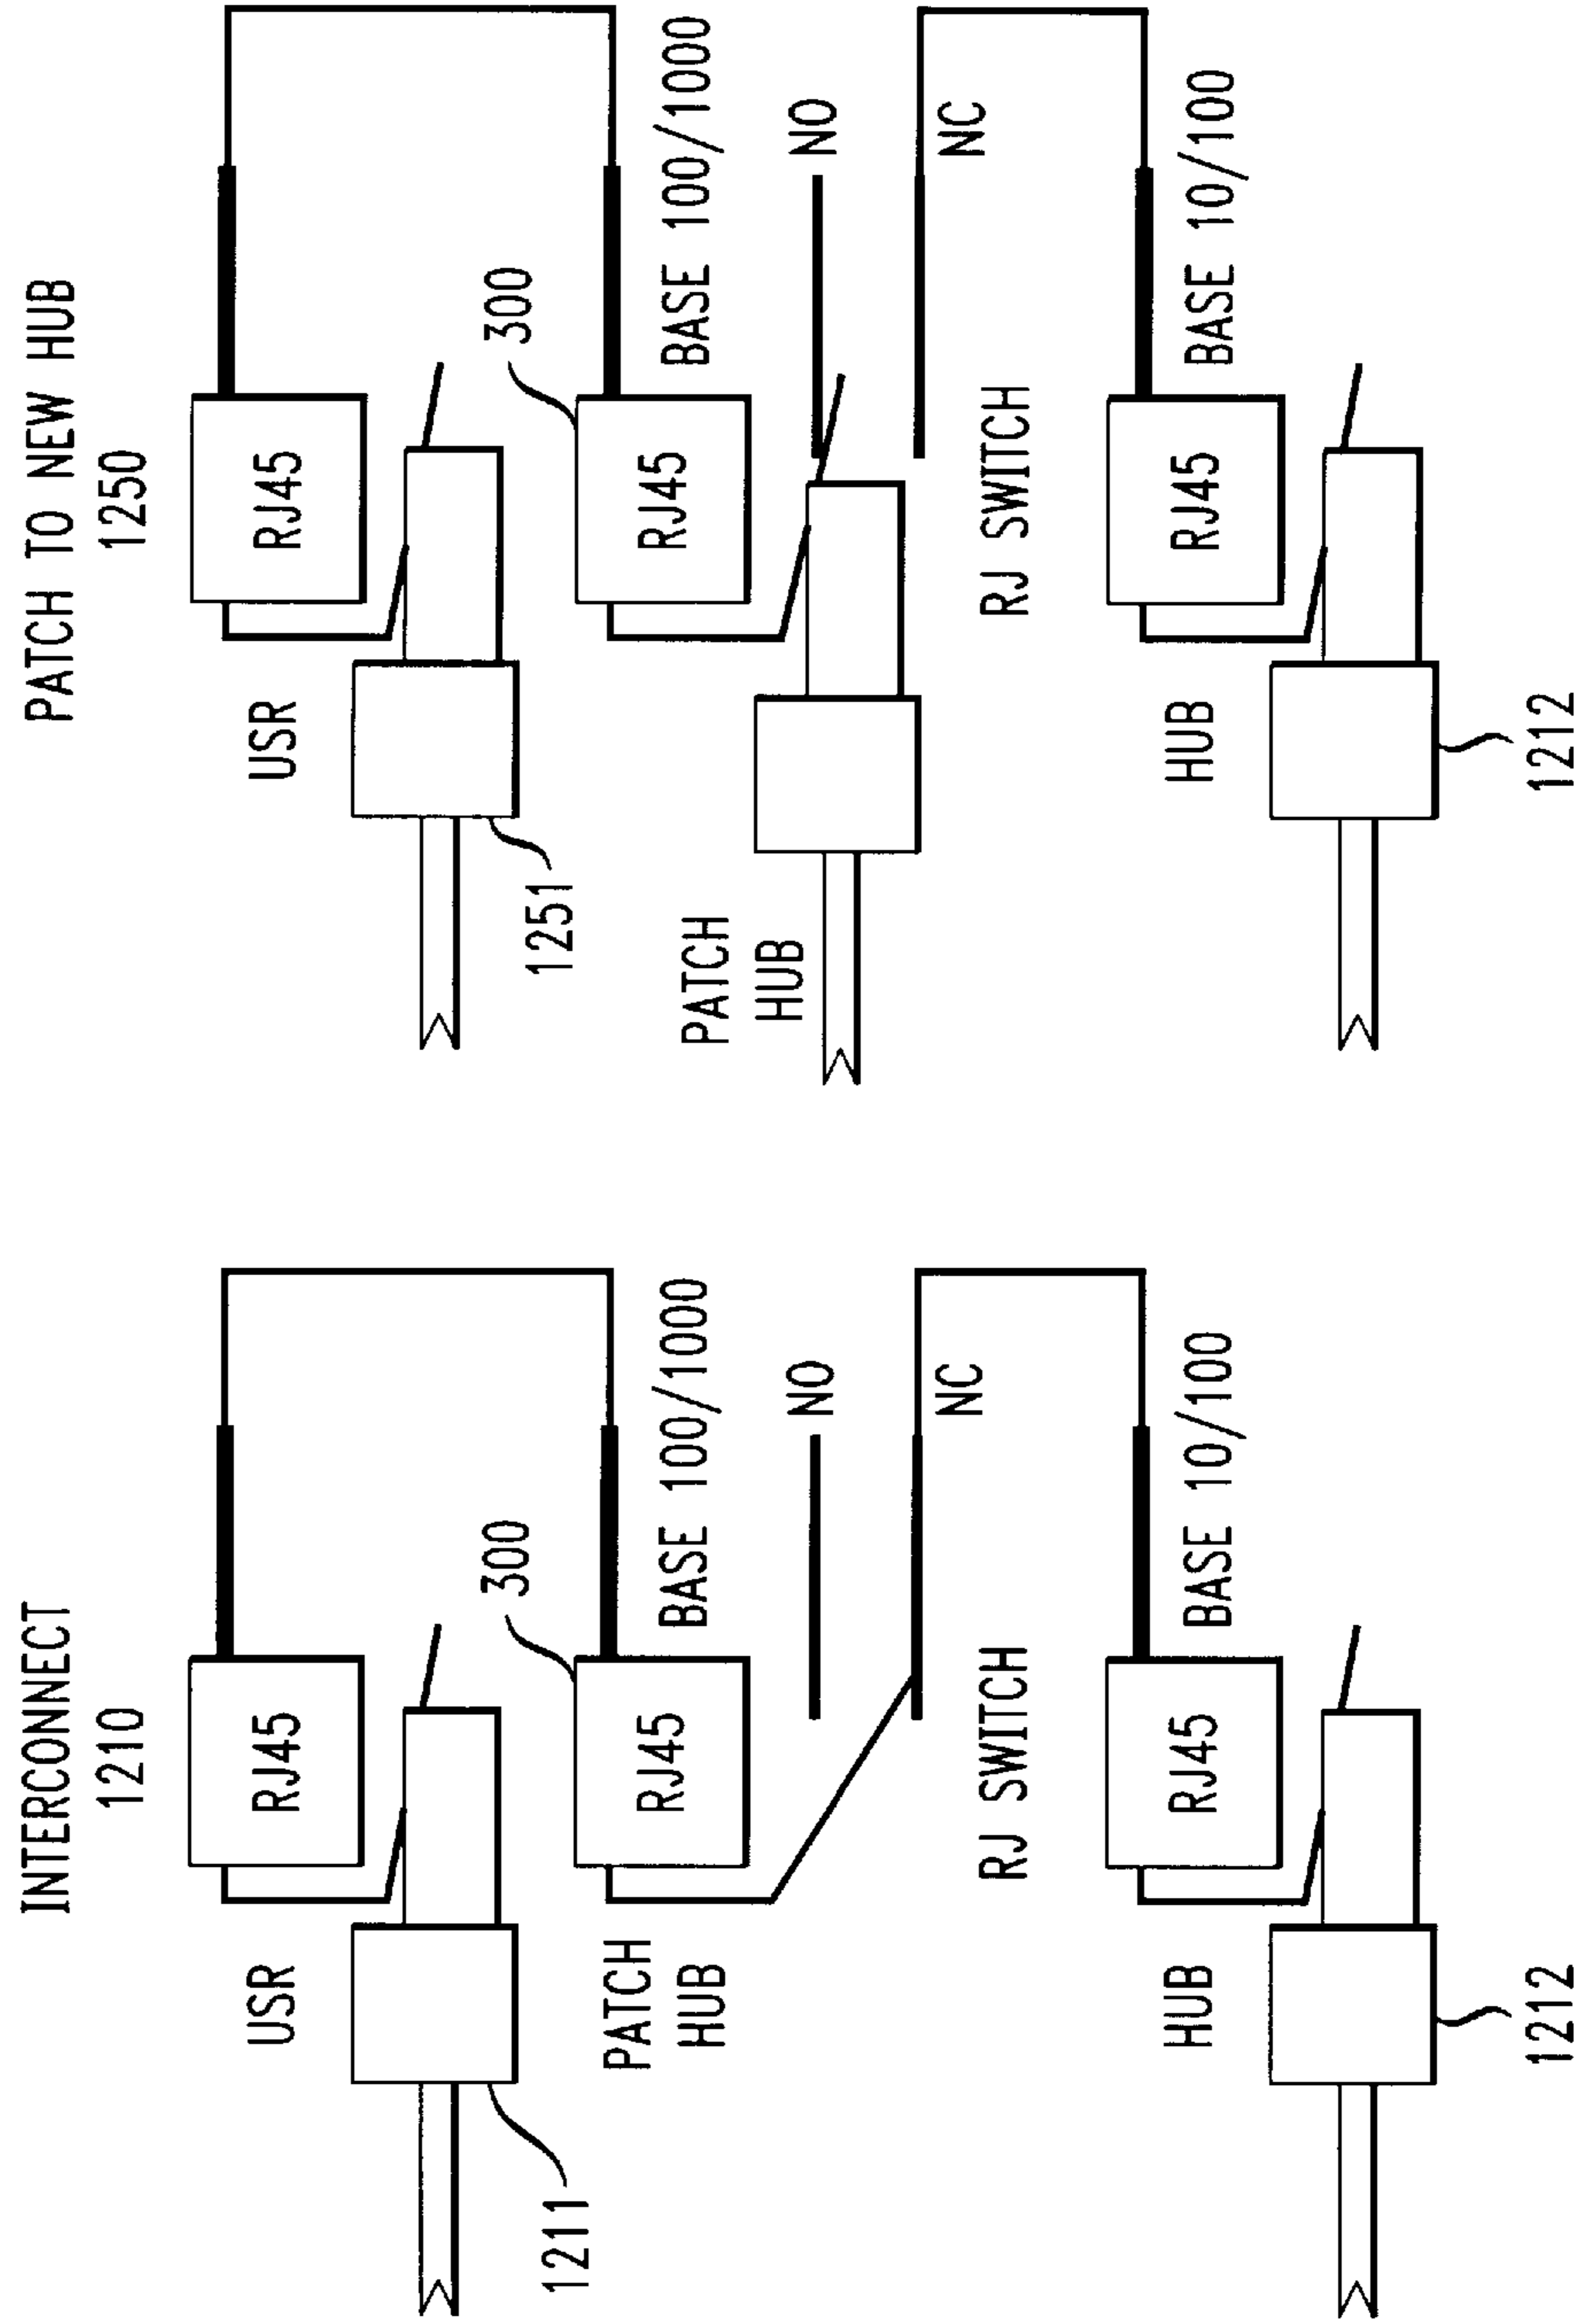 INTERCONNECT
1210
USR
RJ45
1211
300
PATCH
HUB
RJ45
BASE 100/1000
NO
NC
RJ SWITCH
HUB
RJ45
BASE 10/100
1212
PATCH TO NEW HUB
1250
USR
RJ45
1251
300
RJ45
BASE 100/1000
PATCH
HUB
NO
NC
RJ SWITCH
HUB
RJ45
BASE 10/100
1212